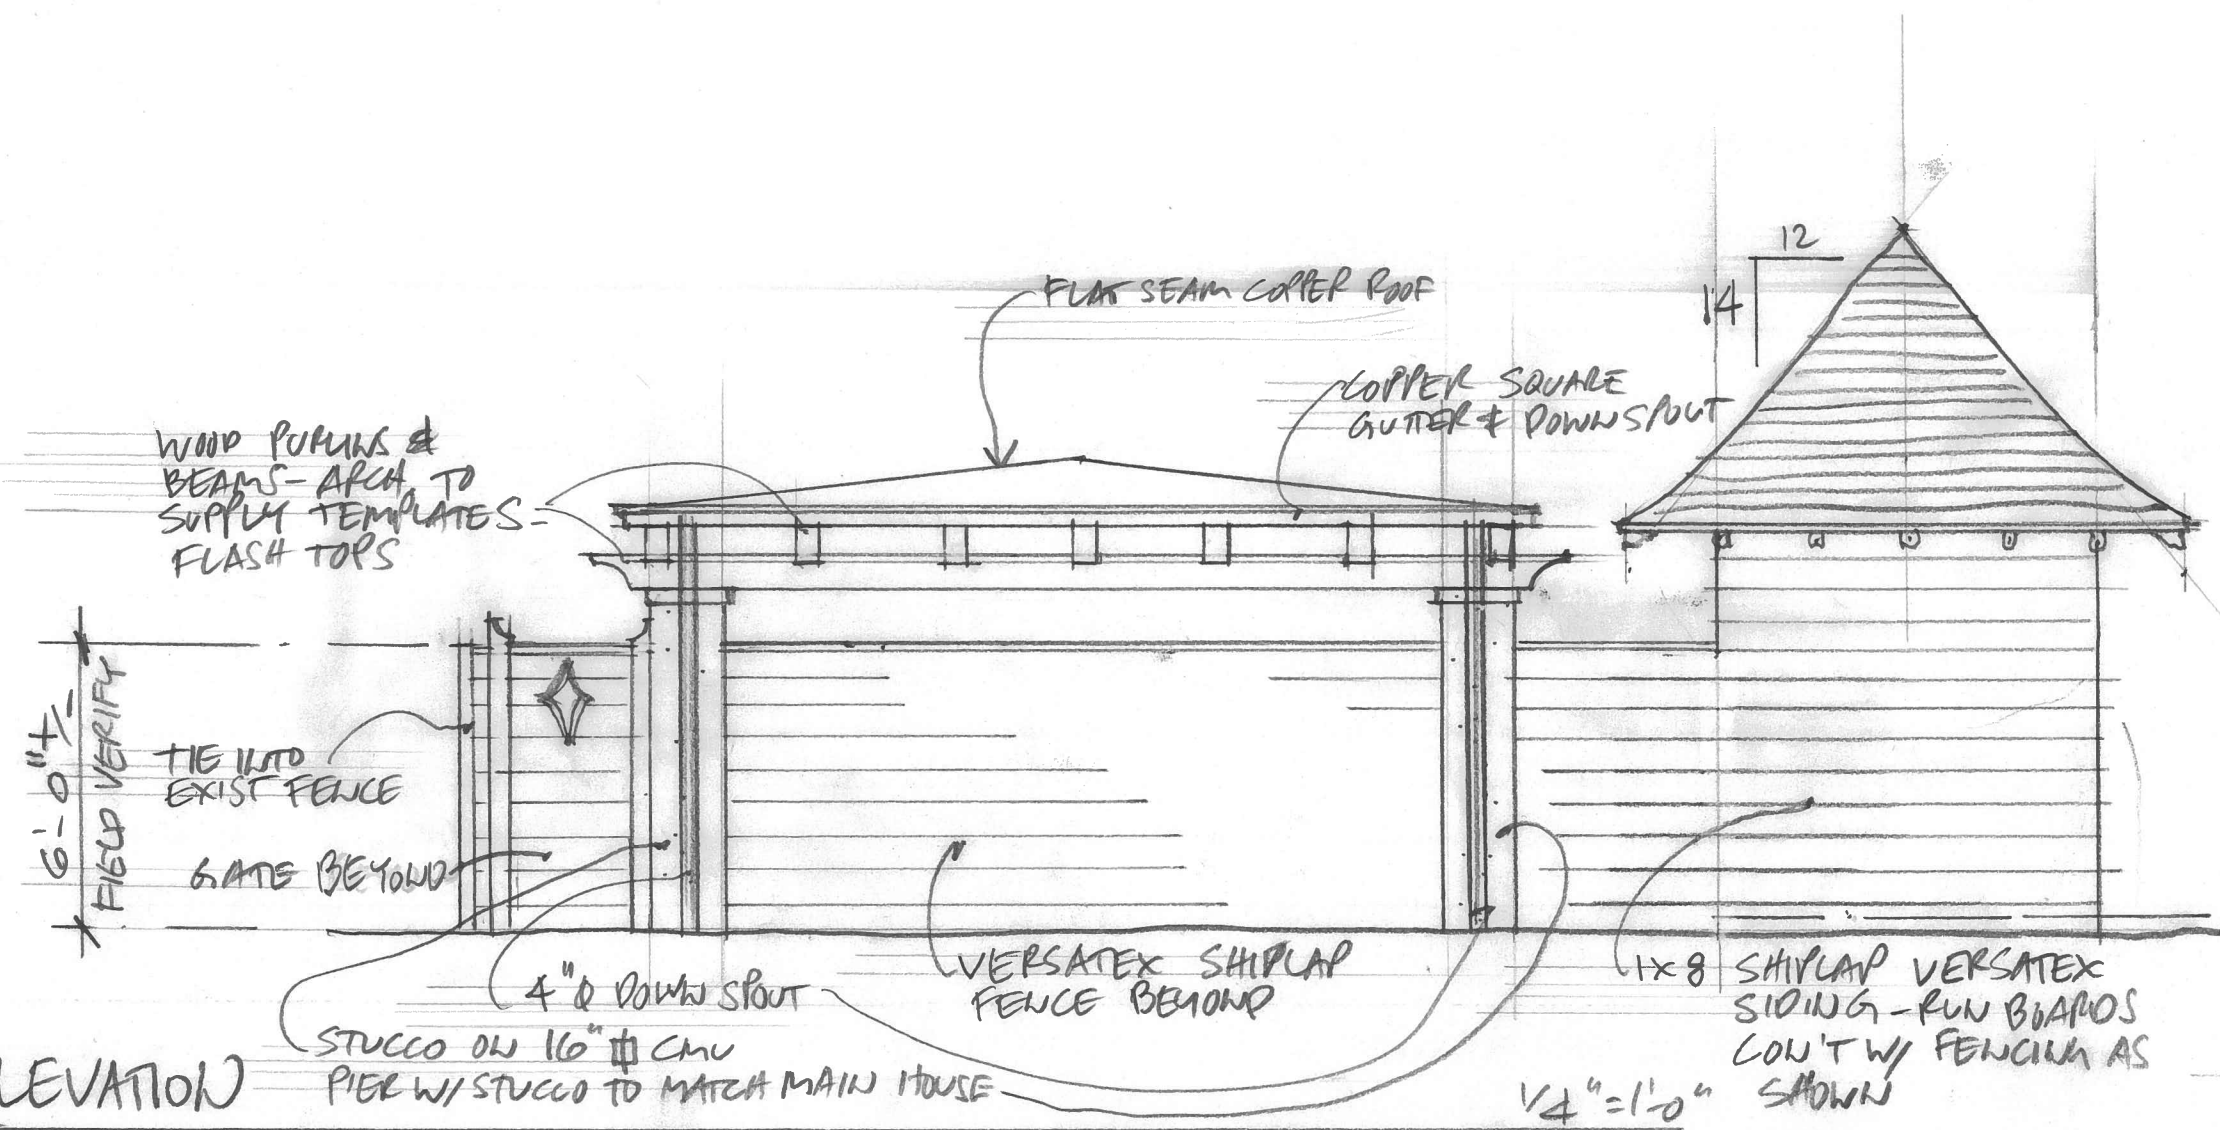 FLAT SEAM COPPER ROOF
12
14
COPPER SQUARE
GUTTER & DOWNSPOUT
WOOD PURLINS &
BEAMS - ARCH. TO
SUPPLY TEMPLATES -
FLASH TOPS
6'-0" +/-
FIELD VERIFY
TIE INTO
EXIST FENCE
GATE BEYOND
4" Ø DOWNSPOUT
VERSATEX SHIPLAP
FENCE BEYOND
1x8 SHIPLAP VERSATEX
SIDING - RUN BOARDS
CON'T W/ FENCING AS
SHOWN
STUCCO ON 16" CMU
PIER W/ STUCCO TO MATCH MAIN HOUSE
LEVATION
1/4" = 1'-0"